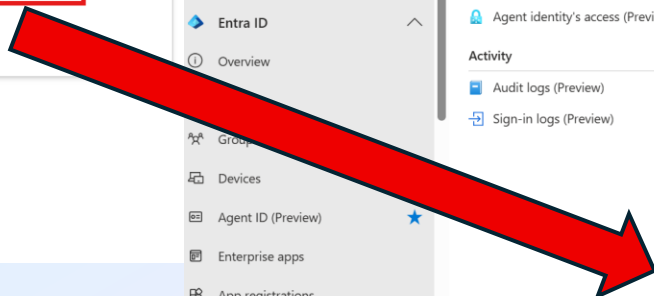 Entra ID
Overview
Devices
Agent ID (Preview)
Enterprise apps
App registrations
Agent identity's access (Previ
Activity
Audit logs (Preview)
Sign-in logs (Preview)